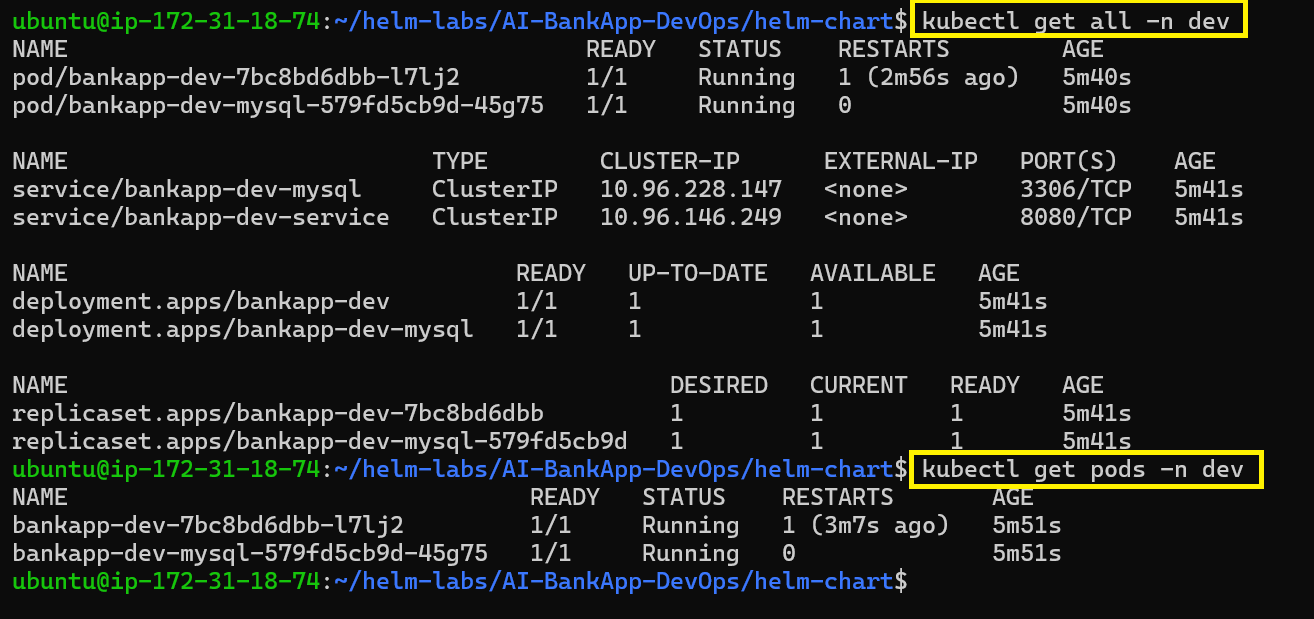 ubuntu@ip-172-31-18-74:~/helm-labs/AI-BankApp-DevOps/helm-chart$ kubectl get all -n dev
NAME                                         READY   STATUS    RESTARTS        AGE
pod/bankapp-dev-7bc8bd6dbb-l7lj2         1/1     Running   1 (2m56s ago)   5m40s
pod/bankapp-dev-mysql-579fd5cb9d-45g75   1/1     Running   0               5m40s

NAME                          TYPE        CLUSTER-IP      EXTERNAL-IP   PORT(S)    AGE
service/bankapp-dev-mysql     ClusterIP   10.96.228.147   <none>        3306/TCP   5m41s
service/bankapp-dev-service   ClusterIP   10.96.146.249   <none>        8080/TCP   5m41s

NAME                                READY   UP-TO-DATE   AVAILABLE   AGE
deployment.apps/bankapp-dev         1/1     1            1           5m41s
deployment.apps/bankapp-dev-mysql   1/1     1            1           5m41s

NAME                                           DESIRED   CURRENT   READY   AGE
replicaset.apps/bankapp-dev-7bc8bd6dbb         1         1         1       5m41s
replicaset.apps/bankapp-dev-mysql-579fd5cb9d   1         1         1       5m41s
ubuntu@ip-172-31-18-74:~/helm-labs/AI-BankApp-DevOps/helm-chart$ kubectl get pods -n dev
NAME                                 READY   STATUS    RESTARTS       AGE
bankapp-dev-7bc8bd6dbb-l7lj2         1/1     Running   1 (3m7s ago)   5m51s
bankapp-dev-mysql-579fd5cb9d-45g75   1/1     Running   0              5m51s
ubuntu@ip-172-31-18-74:~/helm-labs/AI-BankApp-DevOps/helm-chart$